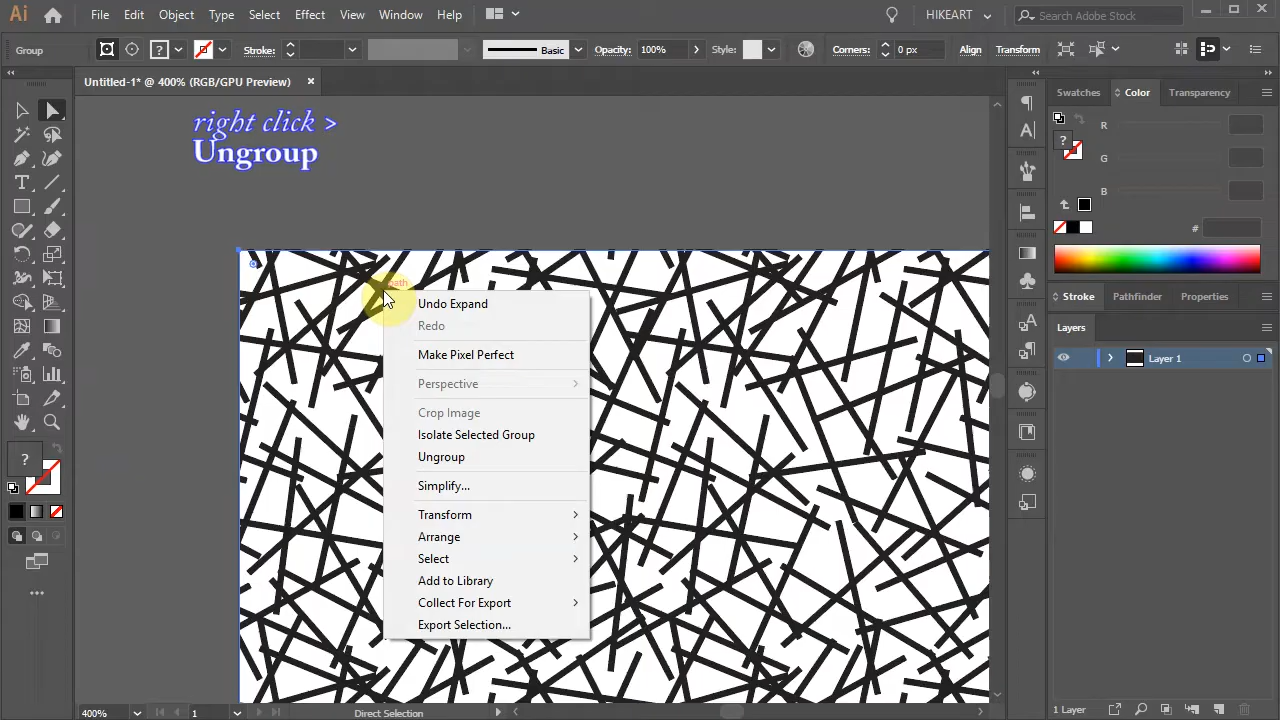 Ai File Edit Object Type Select Effect View Window Help HIKEART Search Adobe Stock
Group ? Stroke: Basic Opacity: 100% Style: Corners: 0 px Align Transform
Untitled-1* @ 400% (RGB/GPU Preview)
Swatches Color Transparency
right click >
Ungroup
R
?
G
B
#
path
Undo Expand
Redo
Make Pixel Perfect
Perspective
Crop Image
Isolate Selected Group
Ungroup
Simplify...
Transform
Arrange
Select
Add to Library
Collect For Export
Export Selection...
Stroke Pathfinder Properties
Layers
Layer 1
?
400% 1 Direct Selection
1 Layer